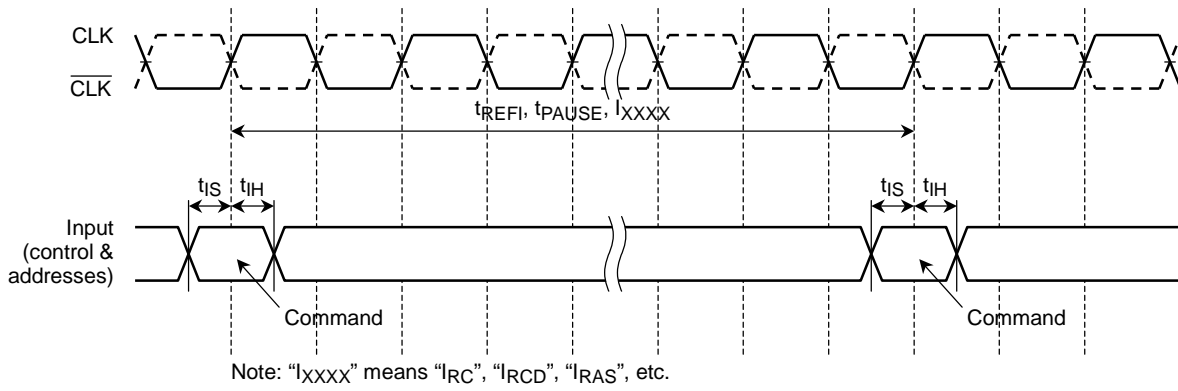 CLK
CLK
tREFI, tPAUSE, IXXXX
tIS
tIH
tIS
tIH
Input
(control &
addresses)
Command
Command
Note: “IXXXX” means “IRC”, “IRCD”, “IRAS”, etc.